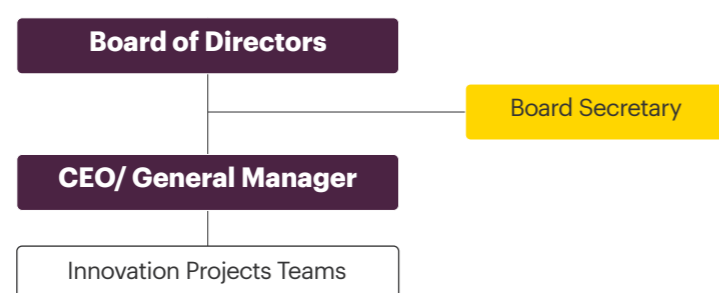 Board of Directors
Board Secretary
CEO/ General Manager
Innovation Projects Teams